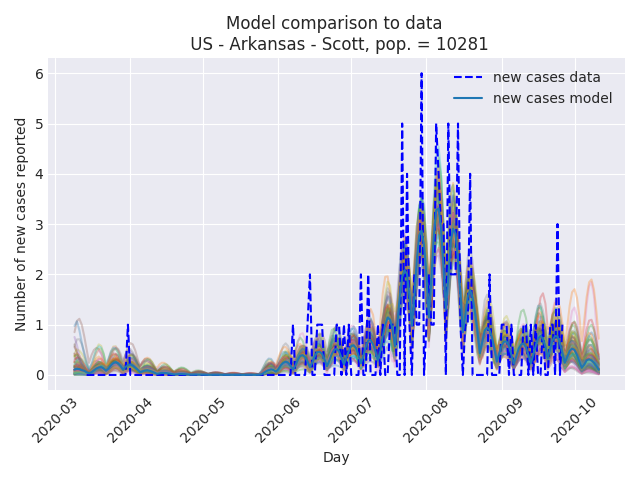 Model comparison to data
US - Arkansas - Scott, pop. = 10281
new cases data
new cases model
Number of new cases reported
6
5
4
3
2
1
0
2020-03
2020-04
2020-05
2020-06
2020-07
2020-08
2020-09
2020-10
Day